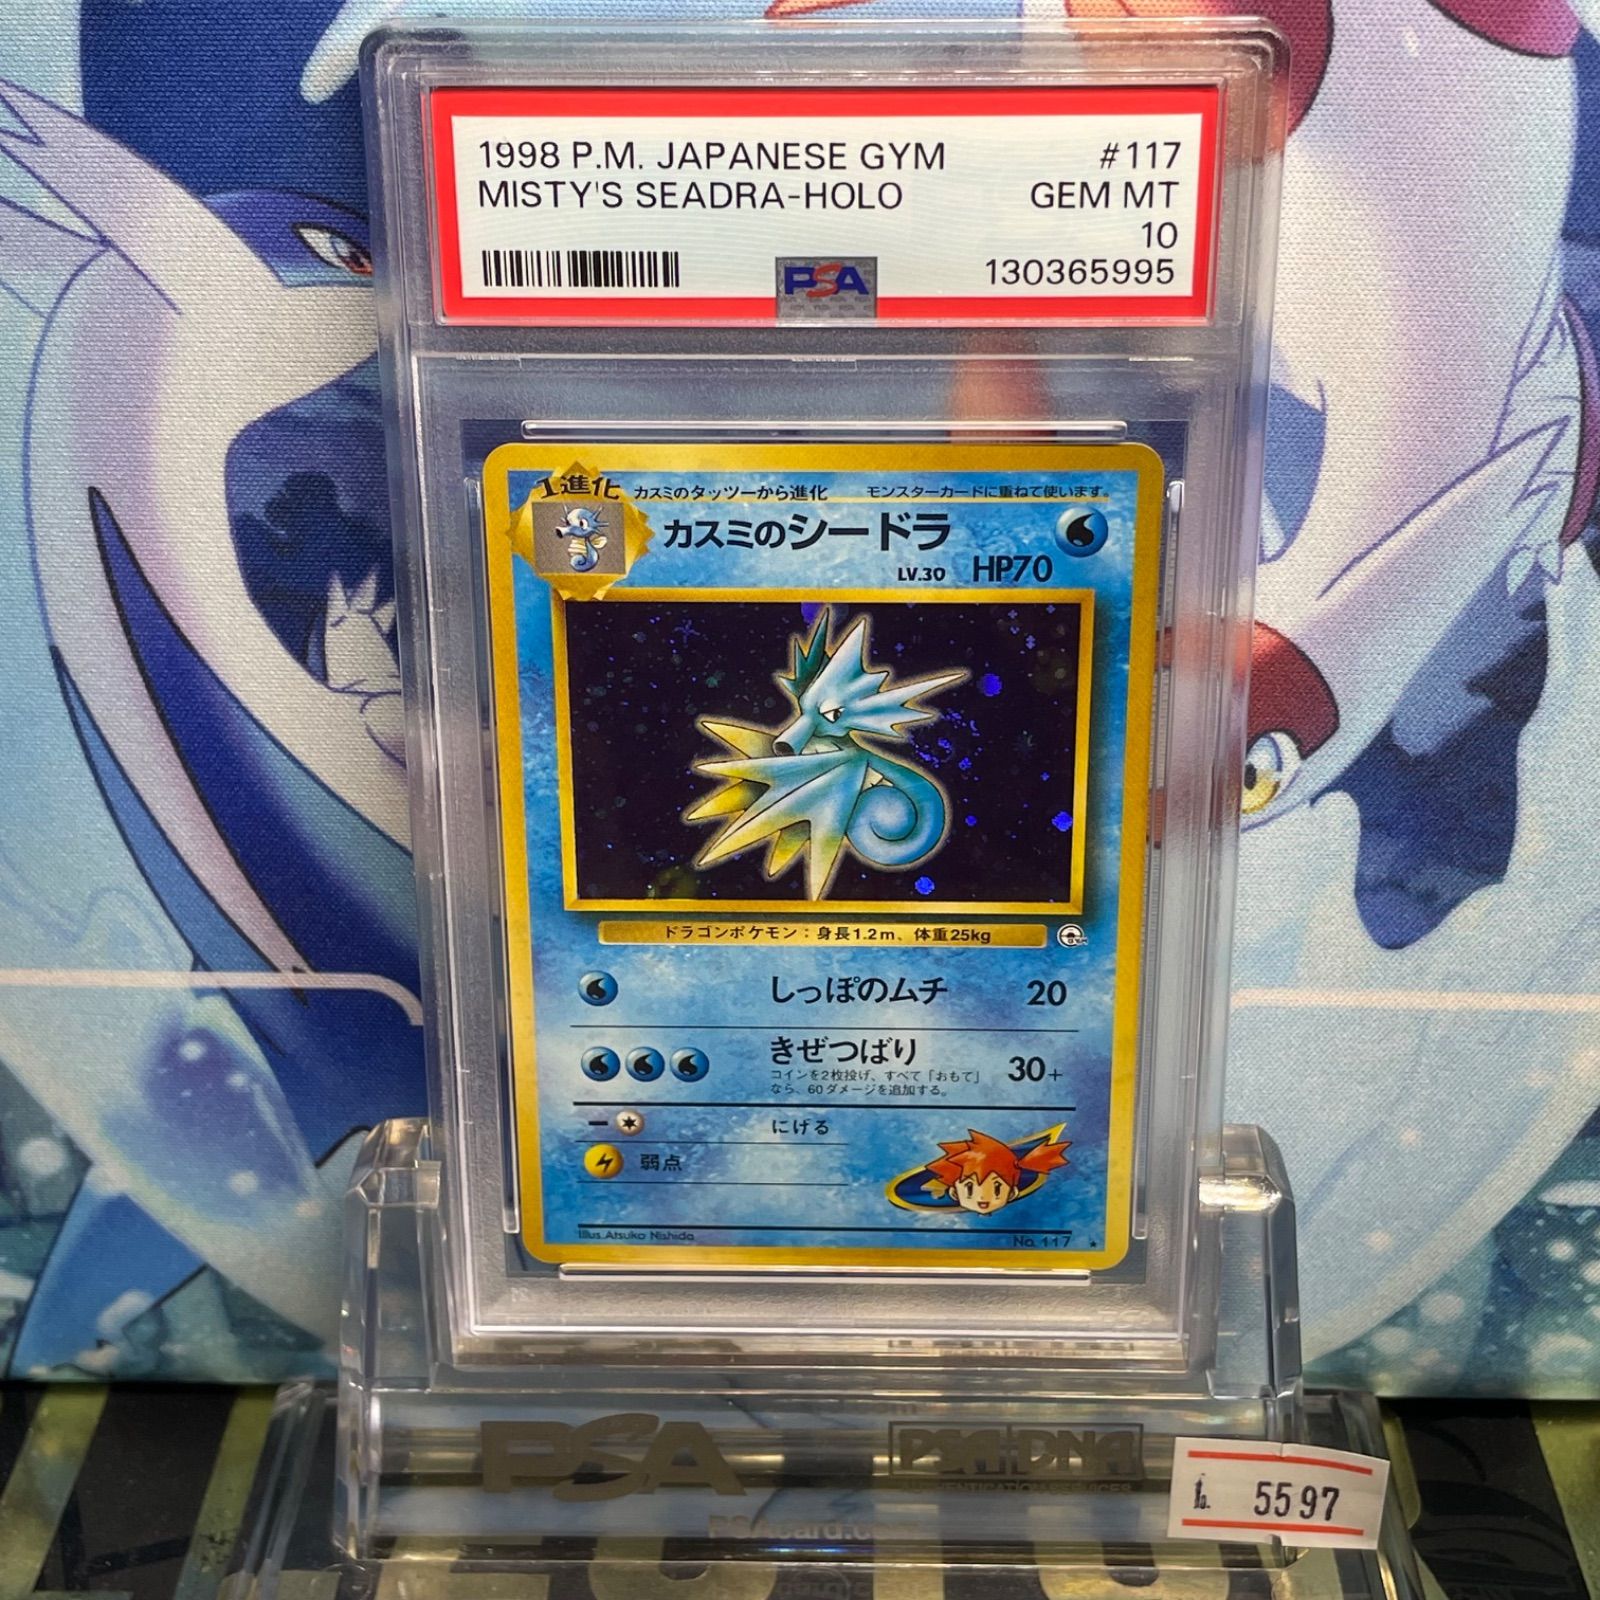 1998 P.M. JAPANESE GYM #117
MISTY'S SEADRA-HOLO GEM MT
10
PSA 130365995
1進化 カスミのタッツーから進化 モンスターカードに重ねて使います。
カスミのシードラ
LV.30 HP70
ドラゴンポケモン：身長1.2m、体重25kg
GYM
しっぽのムチ 20
きぜつばり 30+
コインを2枚投げ、すべて「おもて」
なら、60ダメージを追加する。
にげる
弱点
Illus.Atsuko Nishida No.117
PSA PSA DNA
AUTHENTICATION SERVICES
PSAcard.com
5597